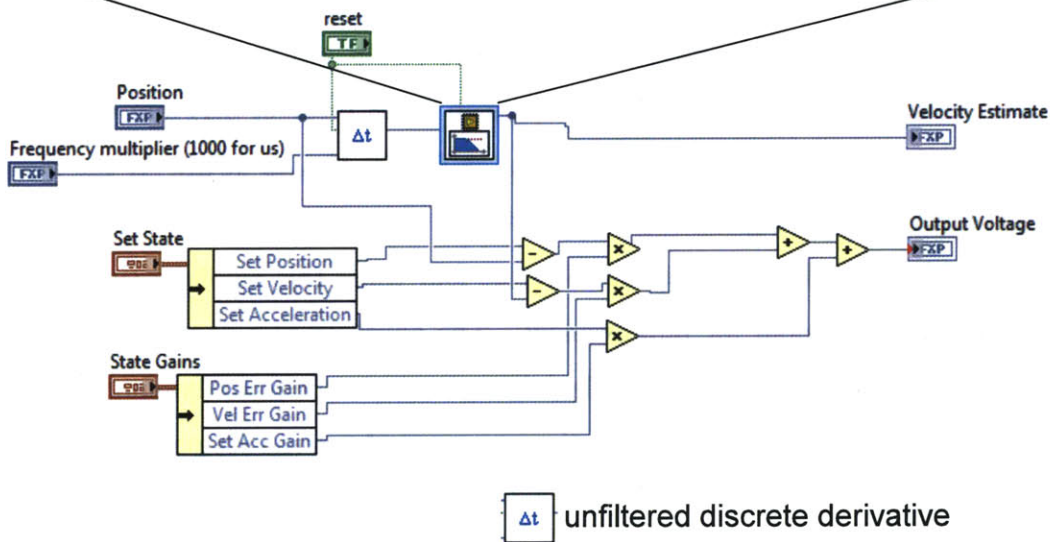 reset
TF
Position
FXP
Δt
Velocity Estimate
FXP
Frequency multiplier (1000 for us)
FXP
Set State
Set Position
Set Velocity
Set Acceleration
-
x
-
x
x
+
+
Output Voltage
FXP
State Gains
Pos Err Gain
Vel Err Gain
Set Acc Gain
Δt unfiltered discrete derivative